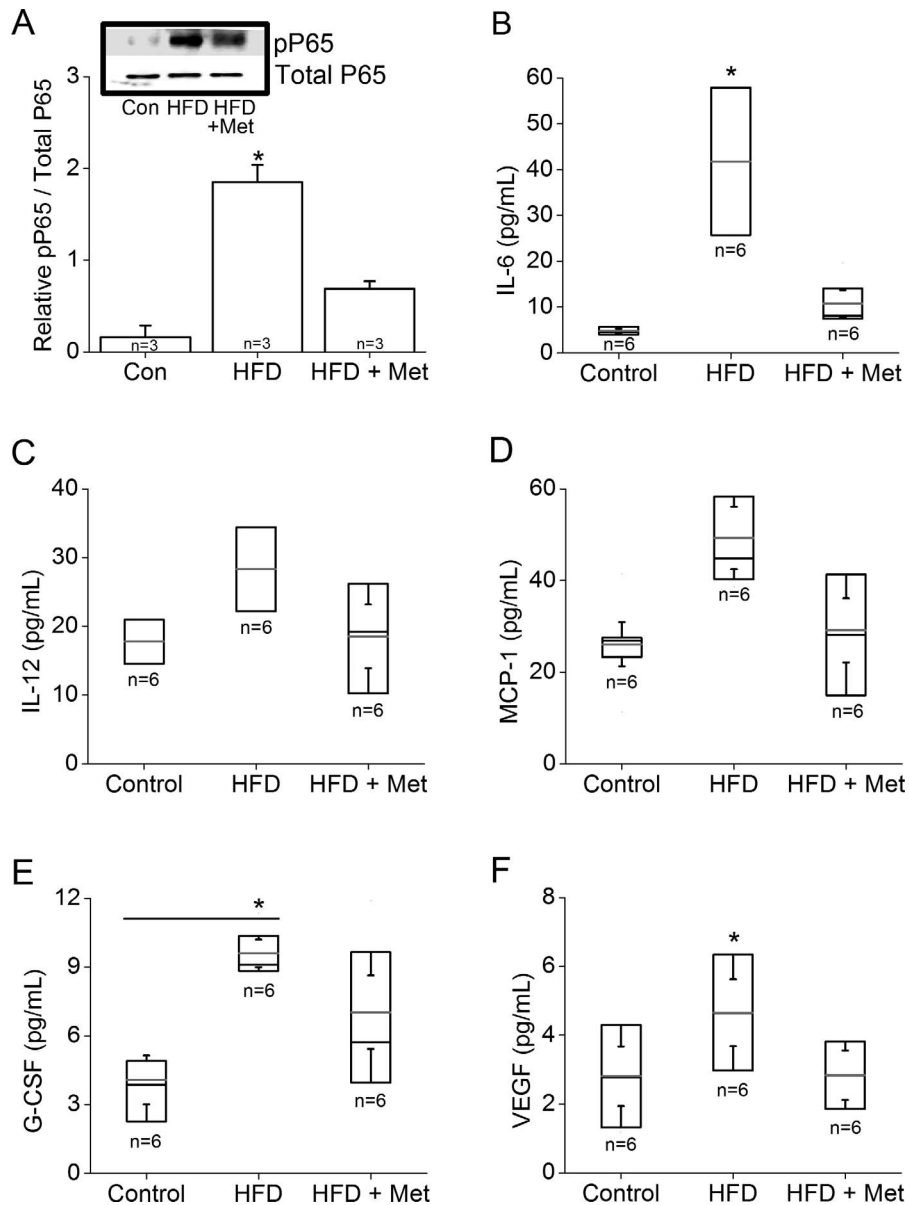 A
pP65
Total P65
Con HFD HFD
+Met
Relative pP65 / Total P65
3
2
1
0
*
n=3
n=3
n=3
Con HFD HFD + Met
B
IL-6 (pg/mL)
60
50
40
30
20
10
0
*
n=6
n=6
n=6
Control HFD HFD + Met
C
IL-12 (pg/mL)
40
30
20
10
0
n=6
n=6
n=6
Control HFD HFD + Met
D
MCP-1 (pg/mL)
60
40
20
0
n=6
n=6
n=6
Control HFD HFD + Met
E
G-CSF (pg/mL)
12
9
6
3
0
*
n=6
n=6
n=6
Control HFD HFD + Met
F
VEGF (pg/mL)
8
6
4
2
0
*
n=6
n=6
n=6
Control HFD HFD + Met